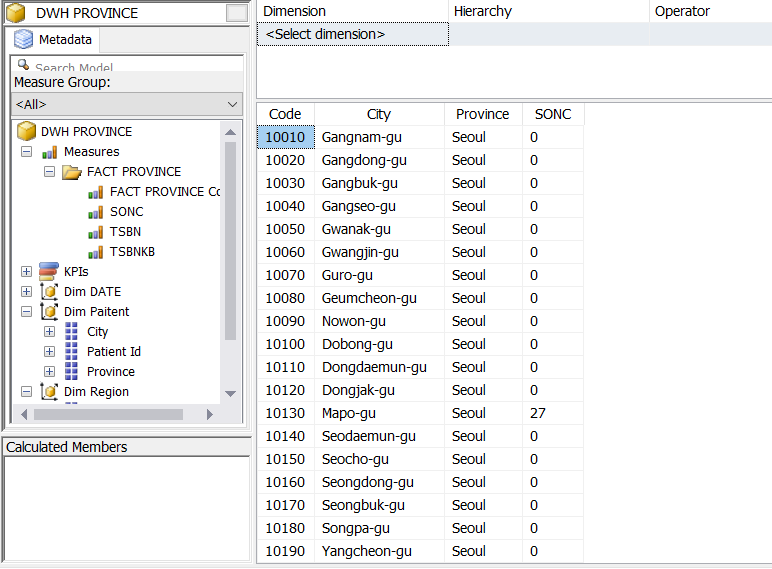 DWH PROVINCE
Metadata
Search Model
Measure Group:
<All>
DWH PROVINCE
Measures
FACT PROVINCE
FACT PROVINCE Co
SONC
TSBN
TSBNKB
KPIs
Dim DATE
Dim Paitent
City
Patient Id
Province
Dim Region
Calculated Members
Dimension Hierarchy Operator
<Select dimension>
Code City Province SONC
10010 Gangnam-gu Seoul 0
10020 Gangdong-gu Seoul 0
10030 Gangbuk-gu Seoul 0
10040 Gangseo-gu Seoul 0
10050 Gwanak-gu Seoul 0
10060 Gwangjin-gu Seoul 0
10070 Guro-gu Seoul 0
10080 Geumcheon-gu Seoul 0
10090 Nowon-gu Seoul 0
10100 Dobong-gu Seoul 0
10110 Dongdaemun-gu Seoul 0
10120 Dongjak-gu Seoul 0
10130 Mapo-gu Seoul 27
10140 Seodaemun-gu Seoul 0
10150 Seocho-gu Seoul 0
10160 Seongdong-gu Seoul 0
10170 Seongbuk-gu Seoul 0
10180 Songpa-gu Seoul 0
10190 Yangcheon-gu Seoul 0